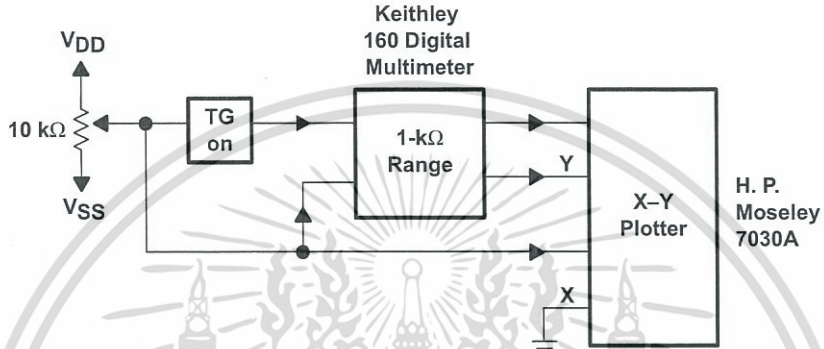 Keithley
160 Digital
Multimeter
VDD
10 kΩ
VSS
TG
on
1-kΩ
Range
Y
X
X–Y
Plotter
H. P.
Moseley
7030A